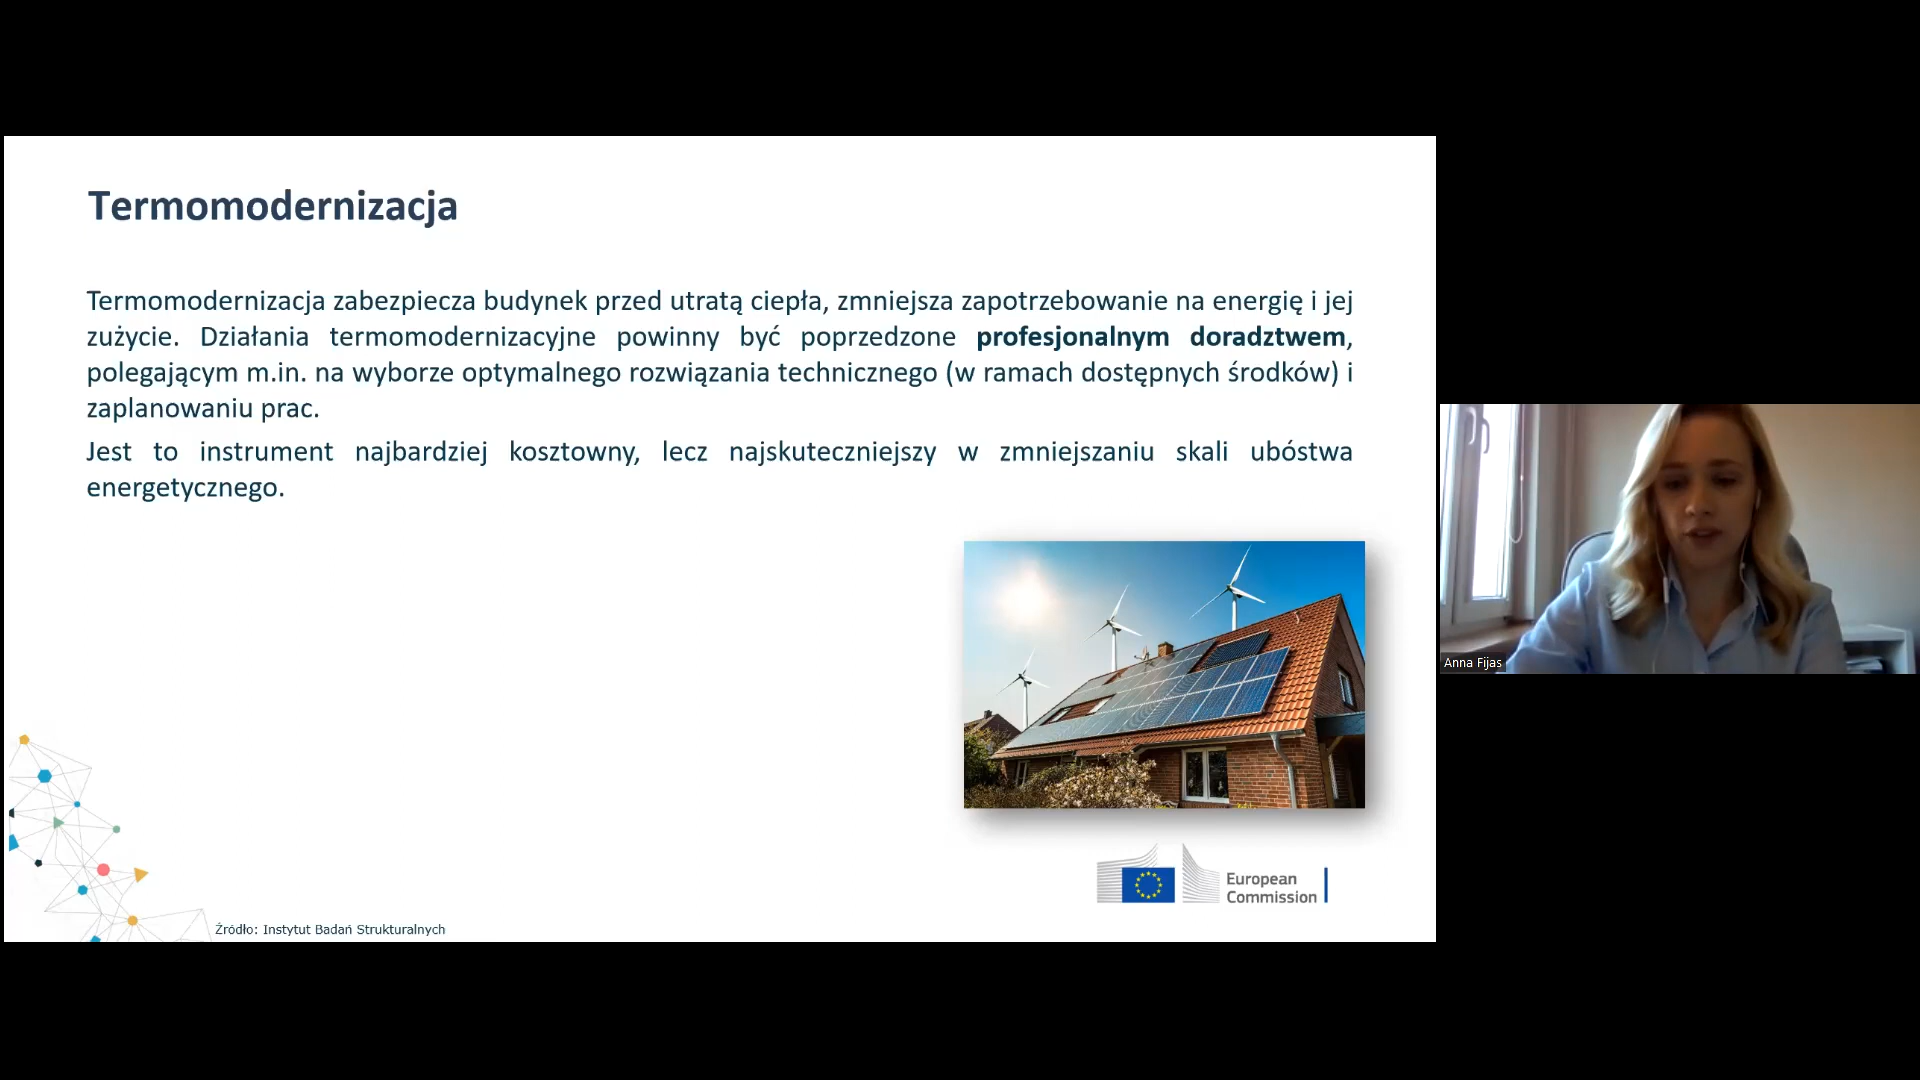 Termomodernizacja
Termomodernizacja zabezpiecza budynek przed utratą ciepła, zmniejsza zapotrzebowanie na energię i jej
zużycie. Działania termomodernizacyjne powinny być poprzedzone profesjonalnym doradztwem,
polegającym m.in. na wyborze optymalnego rozwiązania technicznego (w ramach dostępnych środków) i
zaplanowaniu prac.
Jest to instrument najbardziej kosztowny, lecz najskuteczniejszy w zmniejszaniu skali ubóstwa
energetycznego.
Anna Fijas
European
Commission
Źródło: Instytut Badań Strukturalnych